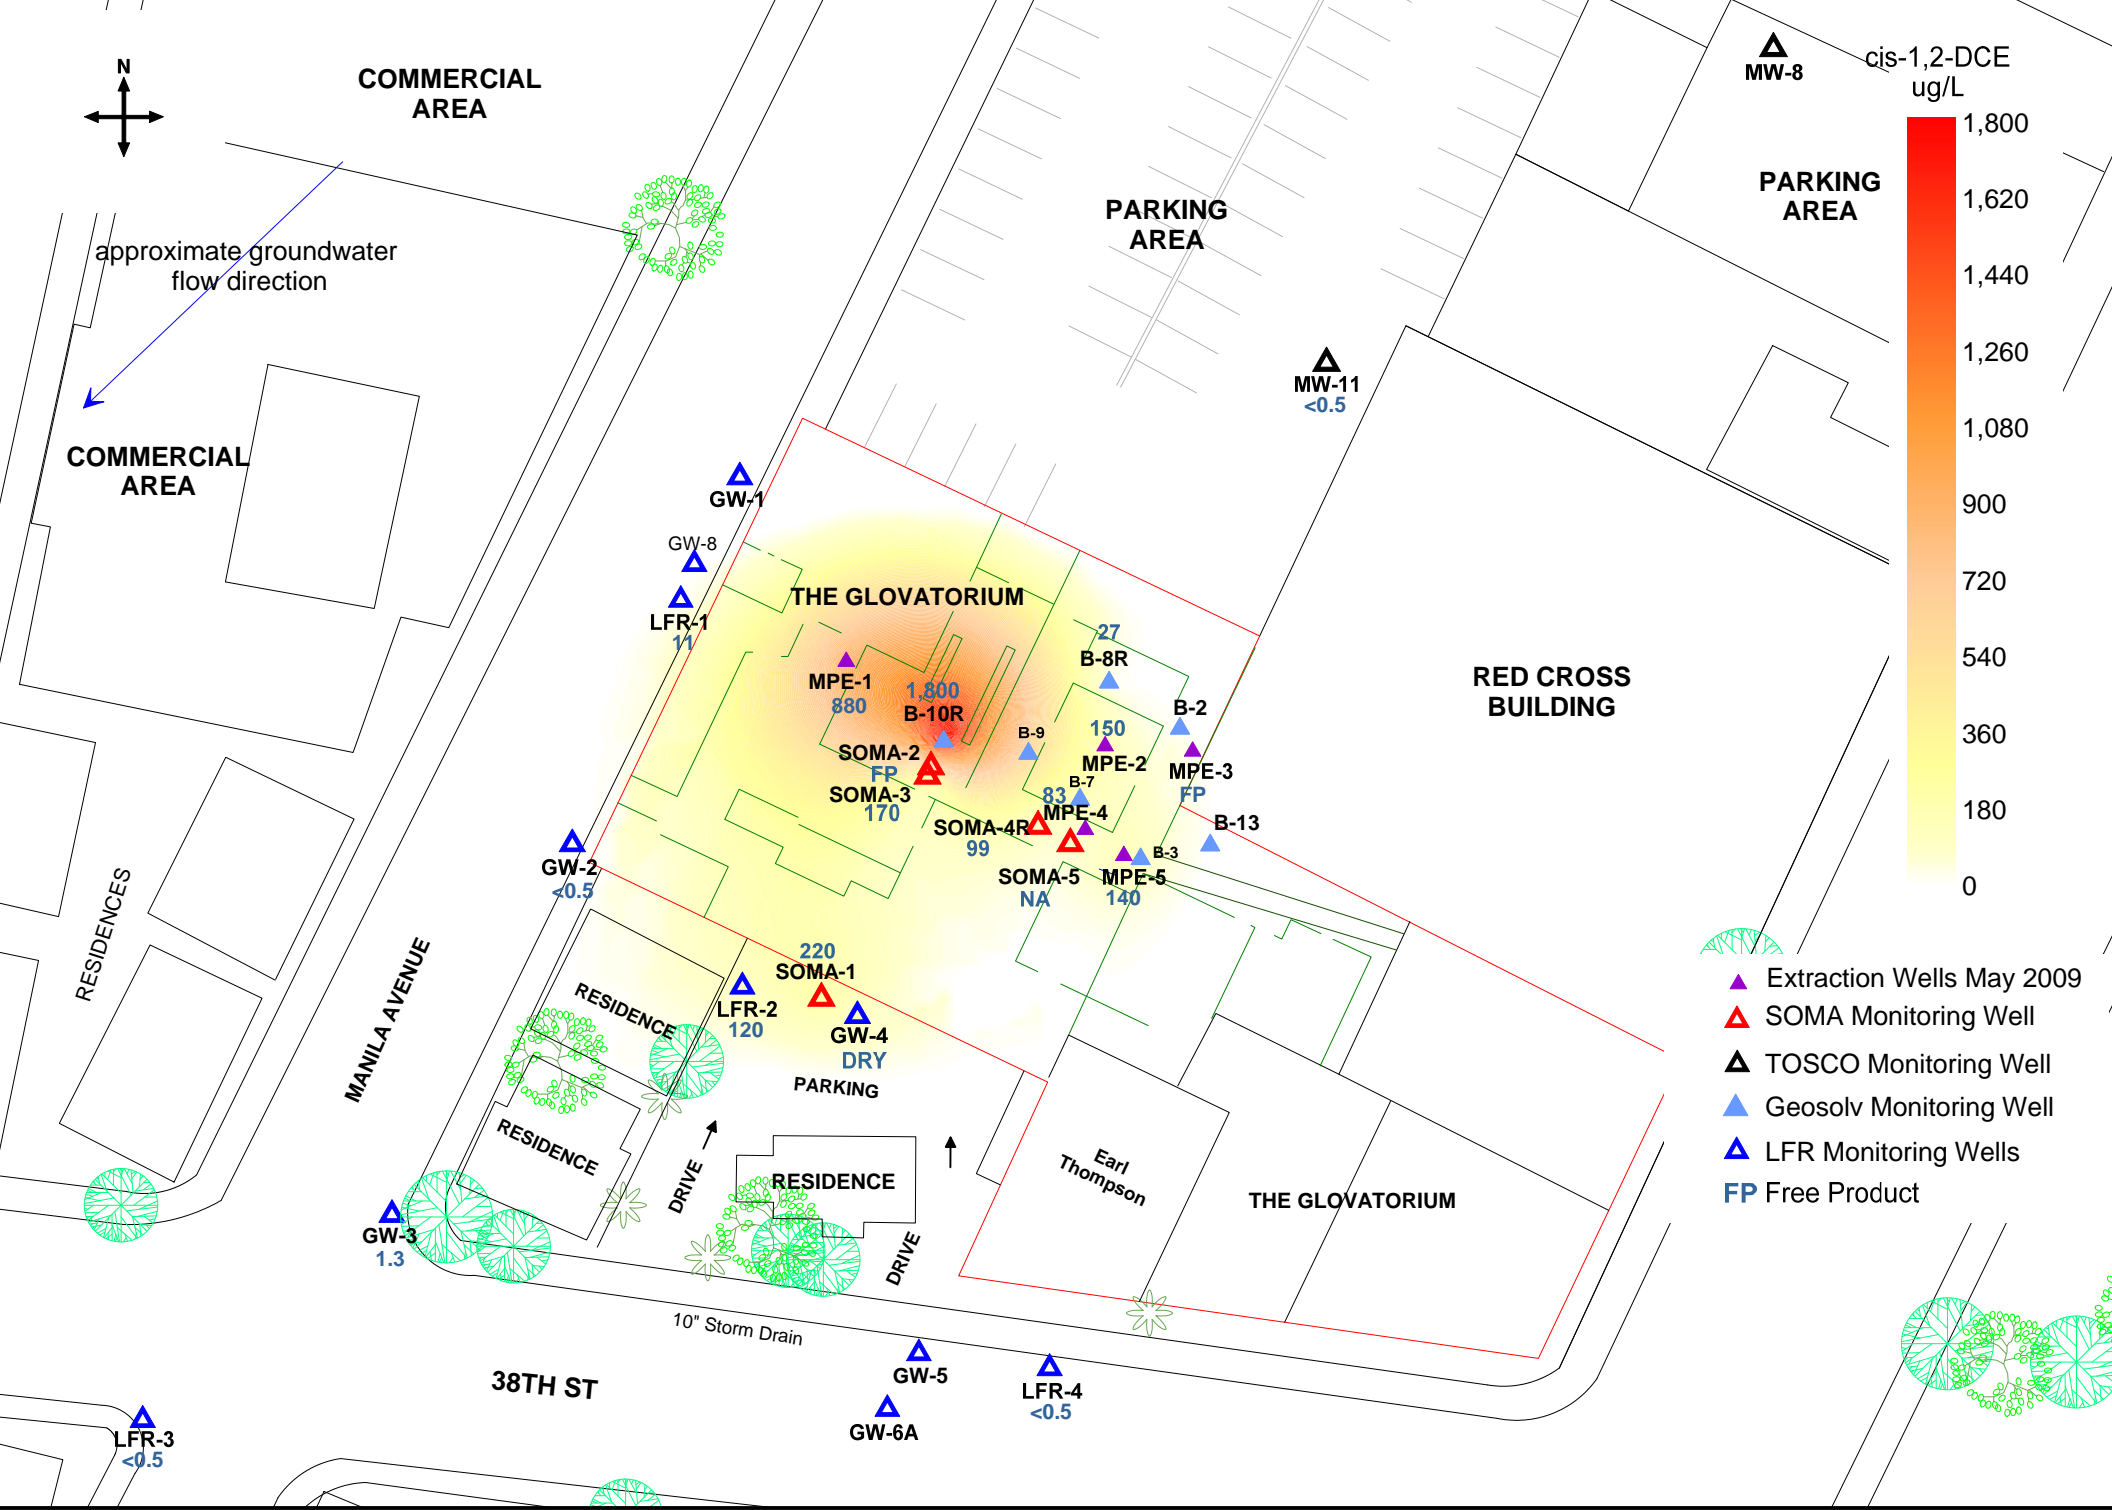 N
COMMERCIAL
AREA
MW-8
cis-1,2-DCE
ug/L
1,800
1,620
1,440
1,260
1,080
900
720
540
360
180
0
PARKING
AREA
PARKING
AREA
approximate groundwater
flow direction
MW-11
<0.5
COMMERCIAL
AREA
GW-1
GW-8
LFR-1
11
THE GLOVATORIUM
27
B-8R
MPE-1
880
1,800
B-10R
RED CROSS
BUILDING
B-2
150
MPE-2
B-9
SOMA-2
FP
SOMA-3
170
MPE-3
FP
B-7
83
MPE-4
SOMA-4R
99
B-13
B-3
SOMA-5
NA
MPE-5
140
GW-2
<0.5
RESIDENCES
MANILA AVENUE
220
SOMA-1
RESIDENCE
LFR-2
120
GW-4
DRY
PARKING
Extraction Wells May 2009
SOMA Monitoring Well
TOSCO Monitoring Well
Geosolv Monitoring Well
LFR Monitoring Wells
FP Free Product
RESIDENCE
DRIVE
RESIDENCE
DRIVE
Earl
Thompson
THE GLOVATORIUM
GW-3
1.3
10" Storm Drain
38TH ST
GW-5
LFR-4
<0.5
GW-6A
LFR-3
<0.5